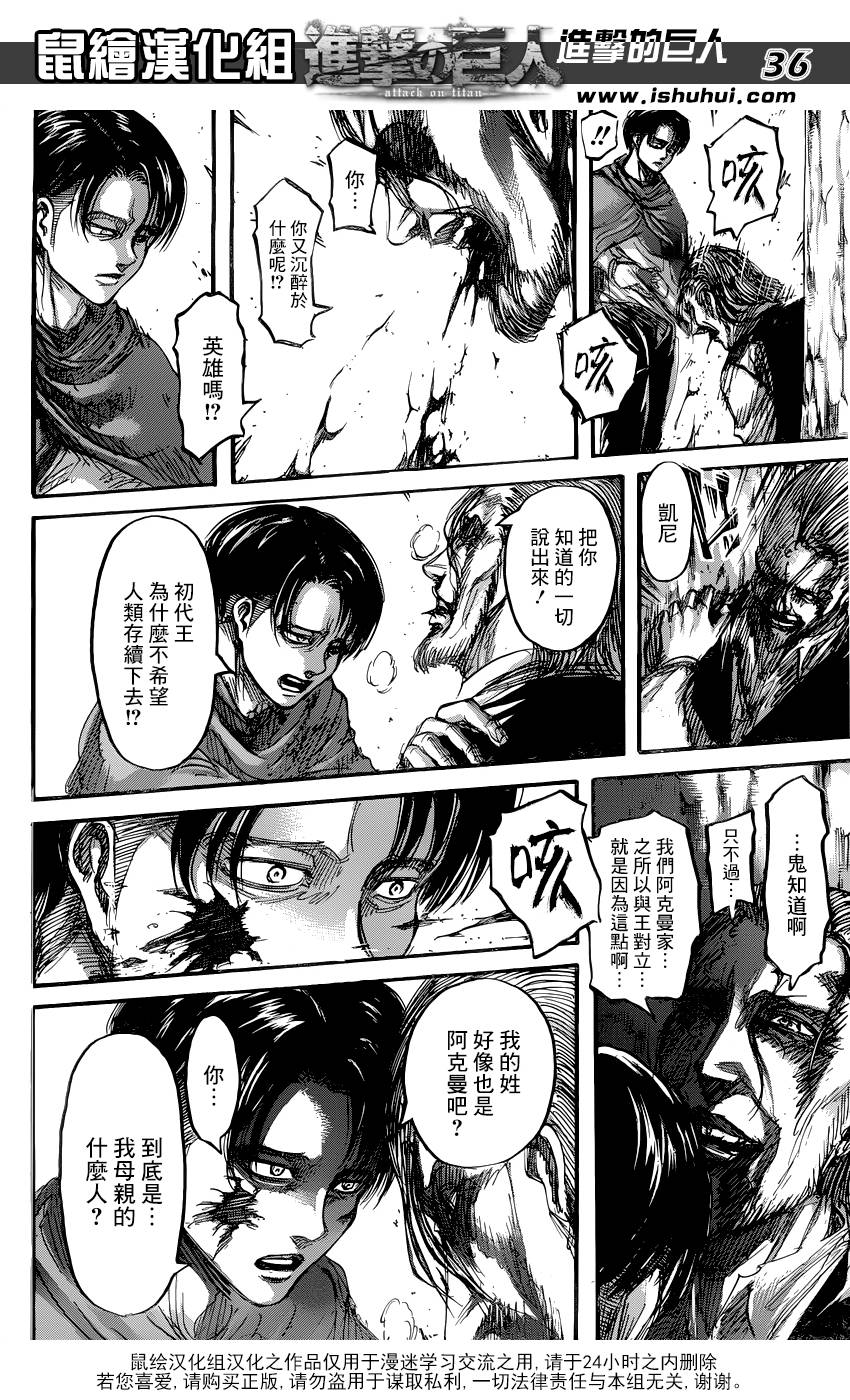 鼠繪漢化組
進撃の巨人
attack on titan
進擊的巨人
www.ishuhui.com
36
!!
咳
咳
你…
你又沉醉於
什麼呢!?
英雄嗎!?
凱尼
把你
知道的一切
說出來!
初代王
為什麼不希望
人類存續下去!?
…鬼知道啊
只不過…
我們阿克曼家…
之所以與王對立…
就是因為這點啊…
咳
我的姓
好像也是
阿克曼吧?
你…
到底是…
我母親的
什麼人?
鼠绘汉化组汉化之作品仅用于漫迷学习交流之用, 请于24小时之内删除
若您喜爱, 请购买正版, 请勿盗用于谋取私利, 一切法律责任与本组无关, 谢谢。